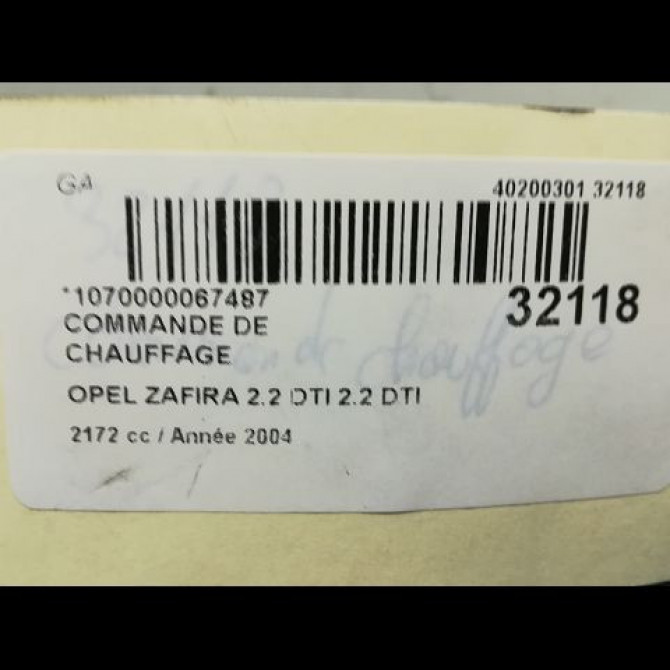 GA
40200301 32118
*1070000067487
32118
COMMANDE DE
CHAUFFAGE
OPEL ZAFIRA 2.2 DTI 2.2 DTI
2172 cc / Année 2004
chauffage